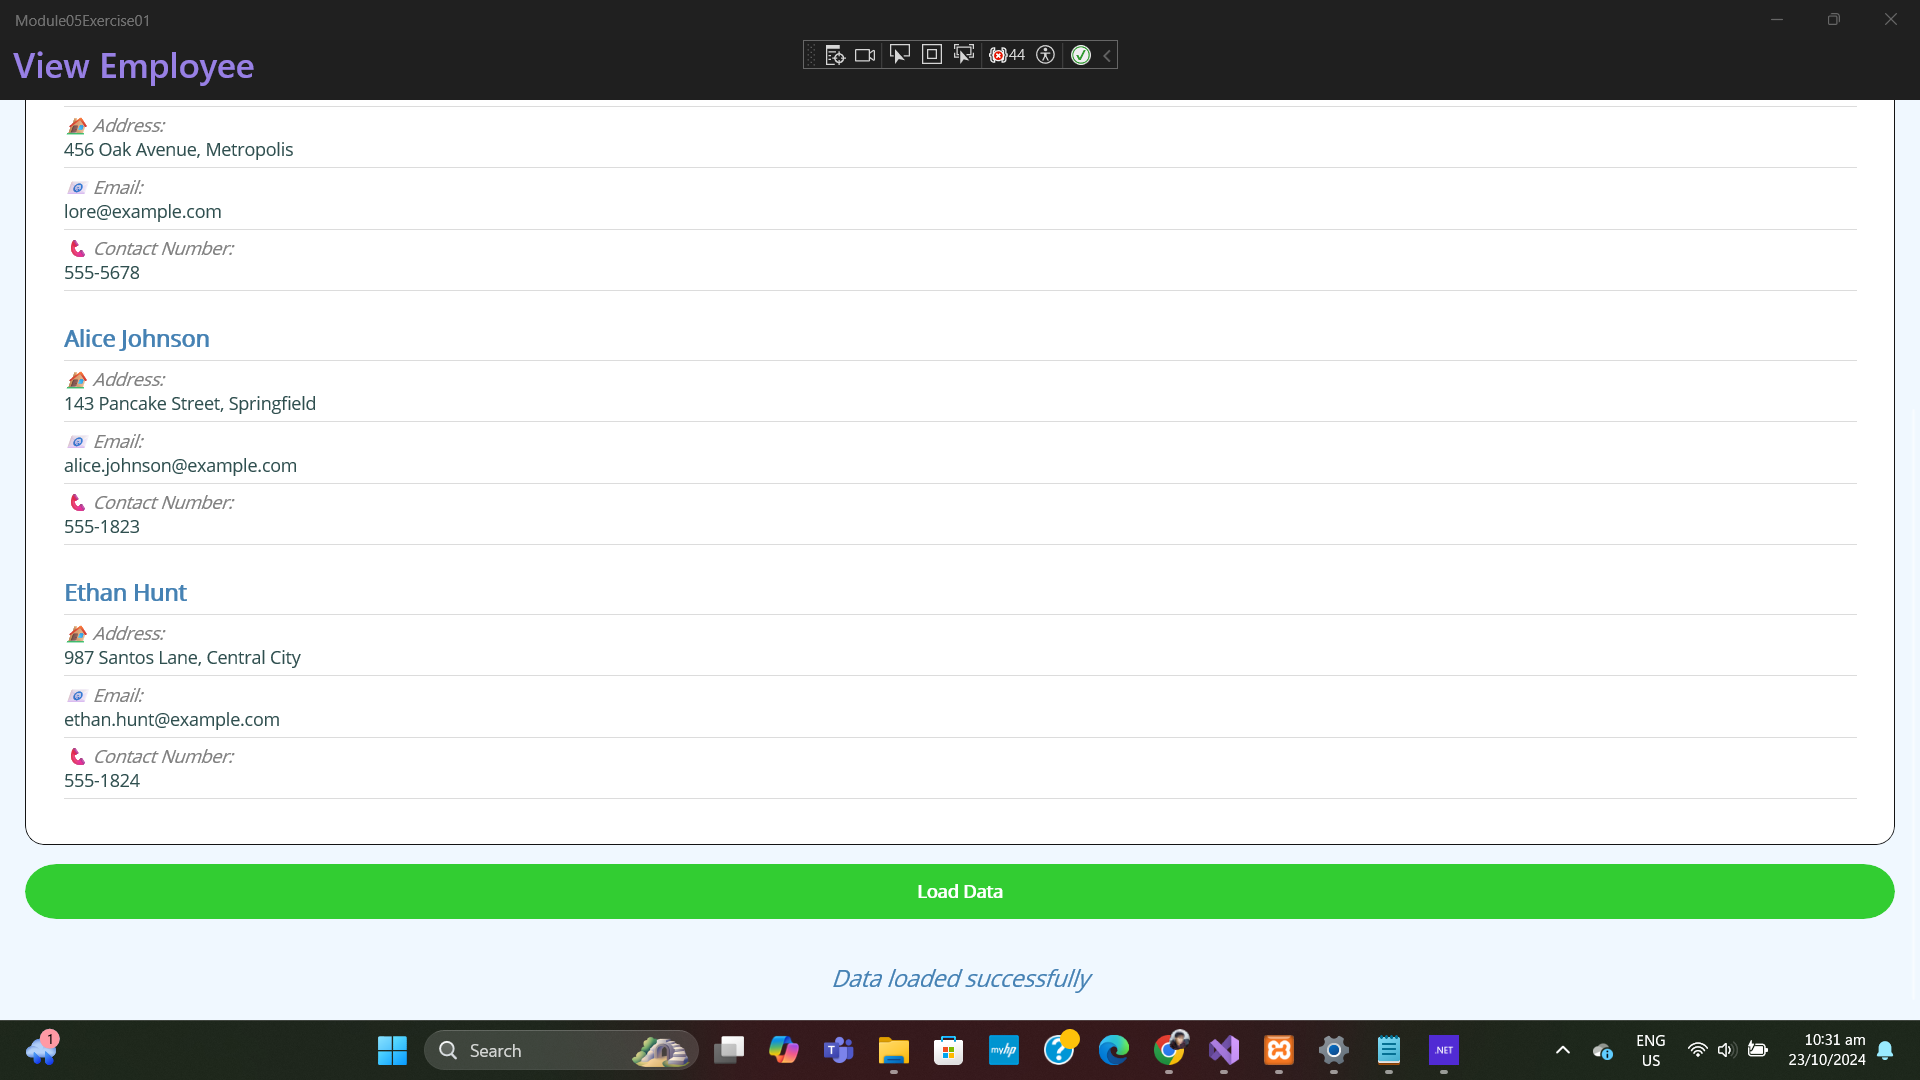 Module05Exercise01
View Employee
44
Address:
456 Oak Avenue, Metropolis
Email:
lore@example.com
Contact Number:
555-5678
Alice Johnson
Address:
143 Pancake Street, Springfield
Email:
alice.johnson@example.com
Contact Number:
555-1823
Ethan Hunt
Address:
987 Santos Lane, Central City
Email:
ethan.hunt@example.com
Contact Number:
555-1824
Load Data
Data loaded successfully
1
Search
myhp
.NET
ENG
US
10:31 am
23/10/2024